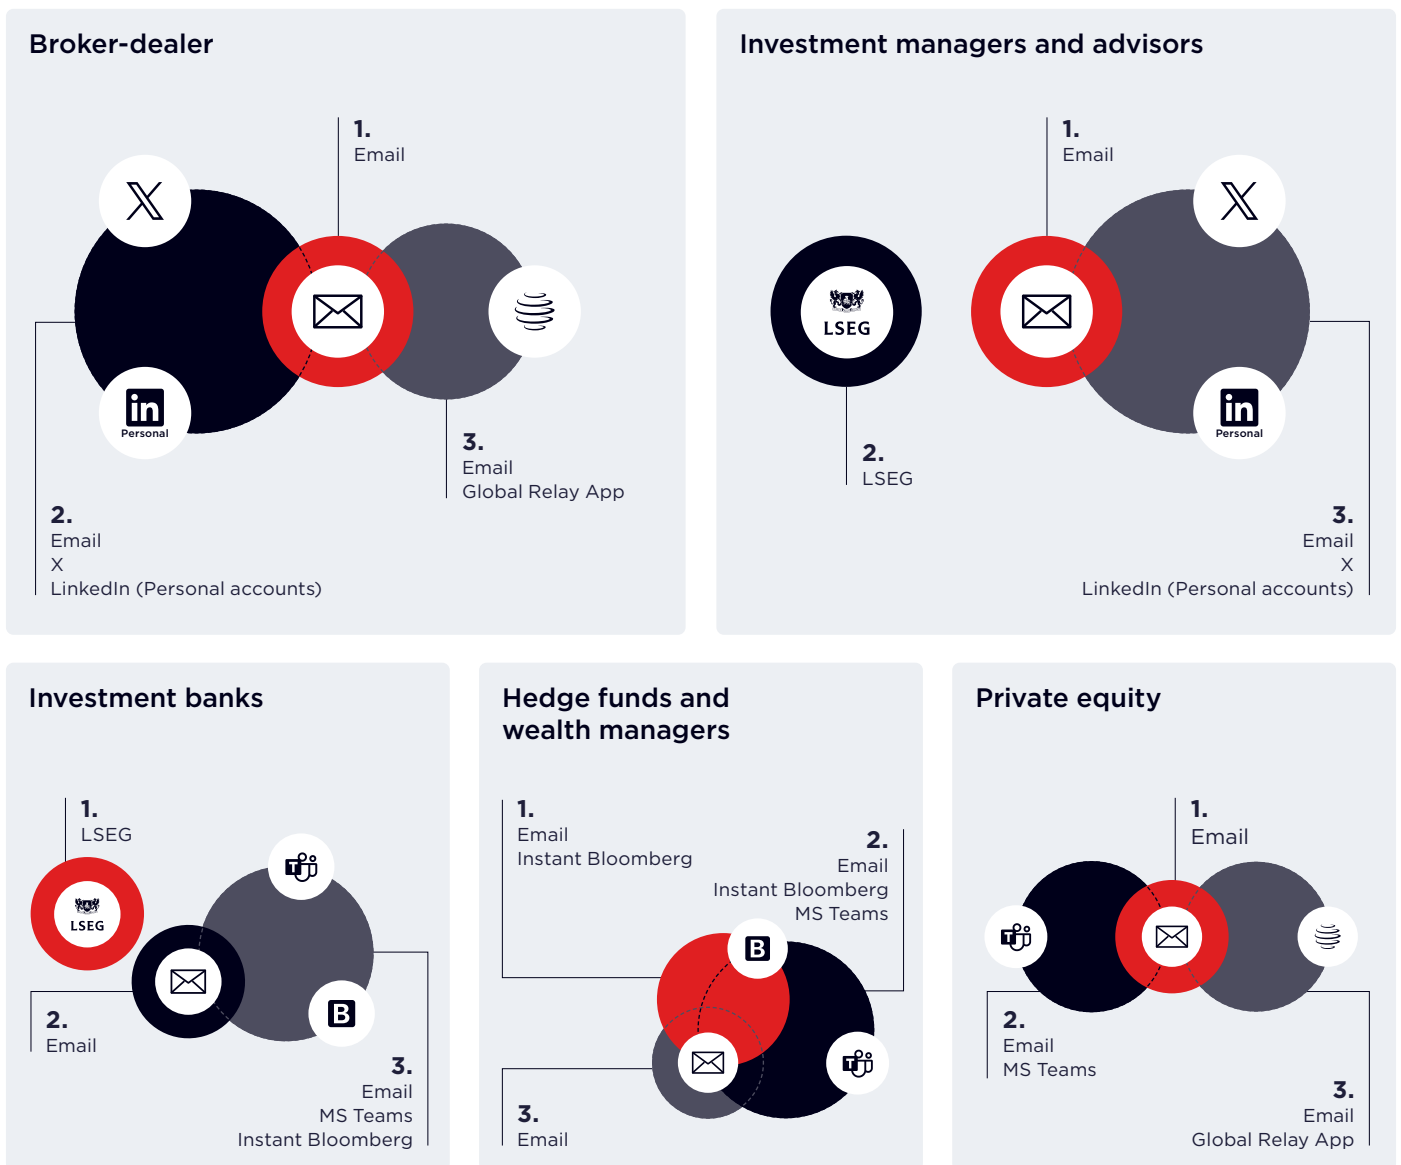 Broker-dealer
1.
Email
Personal
3.
Email
Global Relay App
2.
Email
X
LinkedIn (Personal accounts)
Investment managers and advisors
1.
Email
LSEG
Personal
2.
LSEG
3.
Email
X
LinkedIn (Personal accounts)
Investment banks
1.
LSEG
LSEG
2.
Email
3.
Email
MS Teams
Instant Bloomberg
Hedge funds and
wealth managers
1.
Email
Instant Bloomberg
2.
Email
Instant Bloomberg
MS Teams
3.
Email
Private equity
1.
Email
2.
Email
MS Teams
3.
Email
Global Relay App